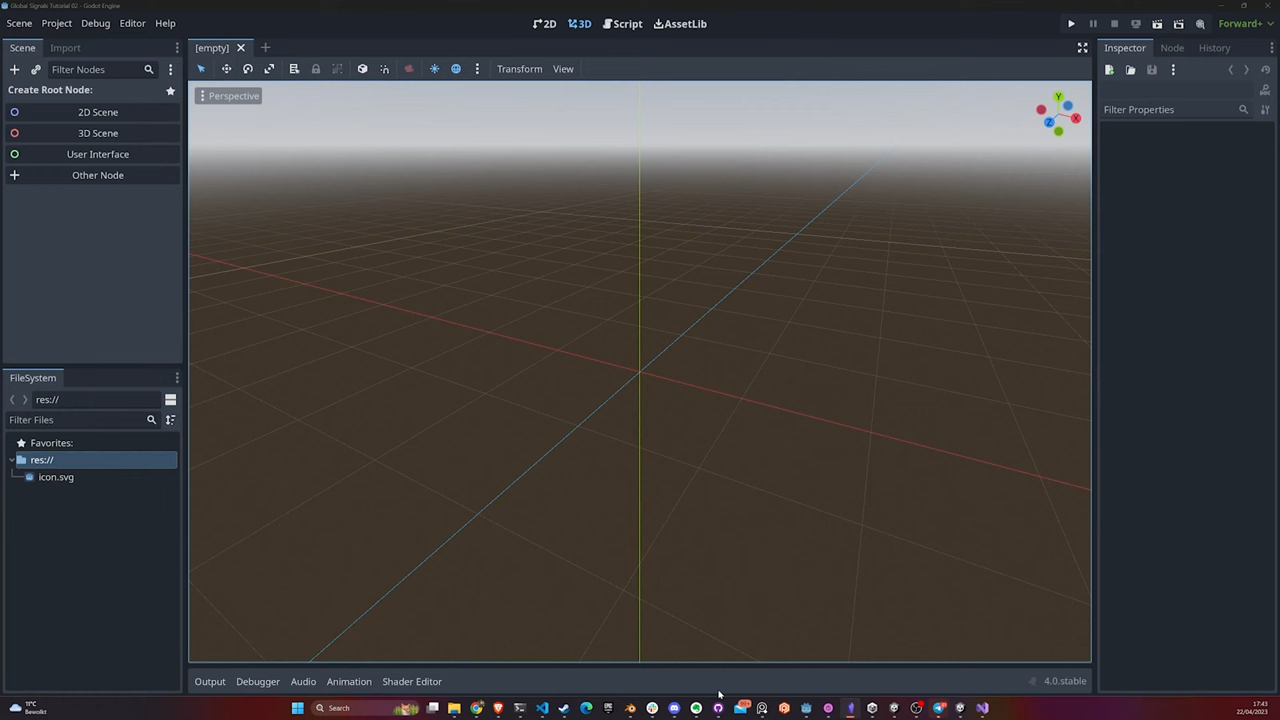 Global Signals Tutorial 02 - Godot Engine
Scene Project Debug Editor Help
2D 3D Script AssetLib
Forward+
Scene Import
[empty]
Inspector Node History
Filter Nodes
Transform View
Create Root Node:
Perspective
Y
X
Z
Filter Properties
2D Scene
3D Scene
User Interface
Other Node
FileSystem
res://
Filter Files
Favorites:
res://
icon.svg
Output Debugger Audio Animation Shader Editor
4.0.stable
11°C
Bewolkt
Search
99+
17:43
22/04/2023